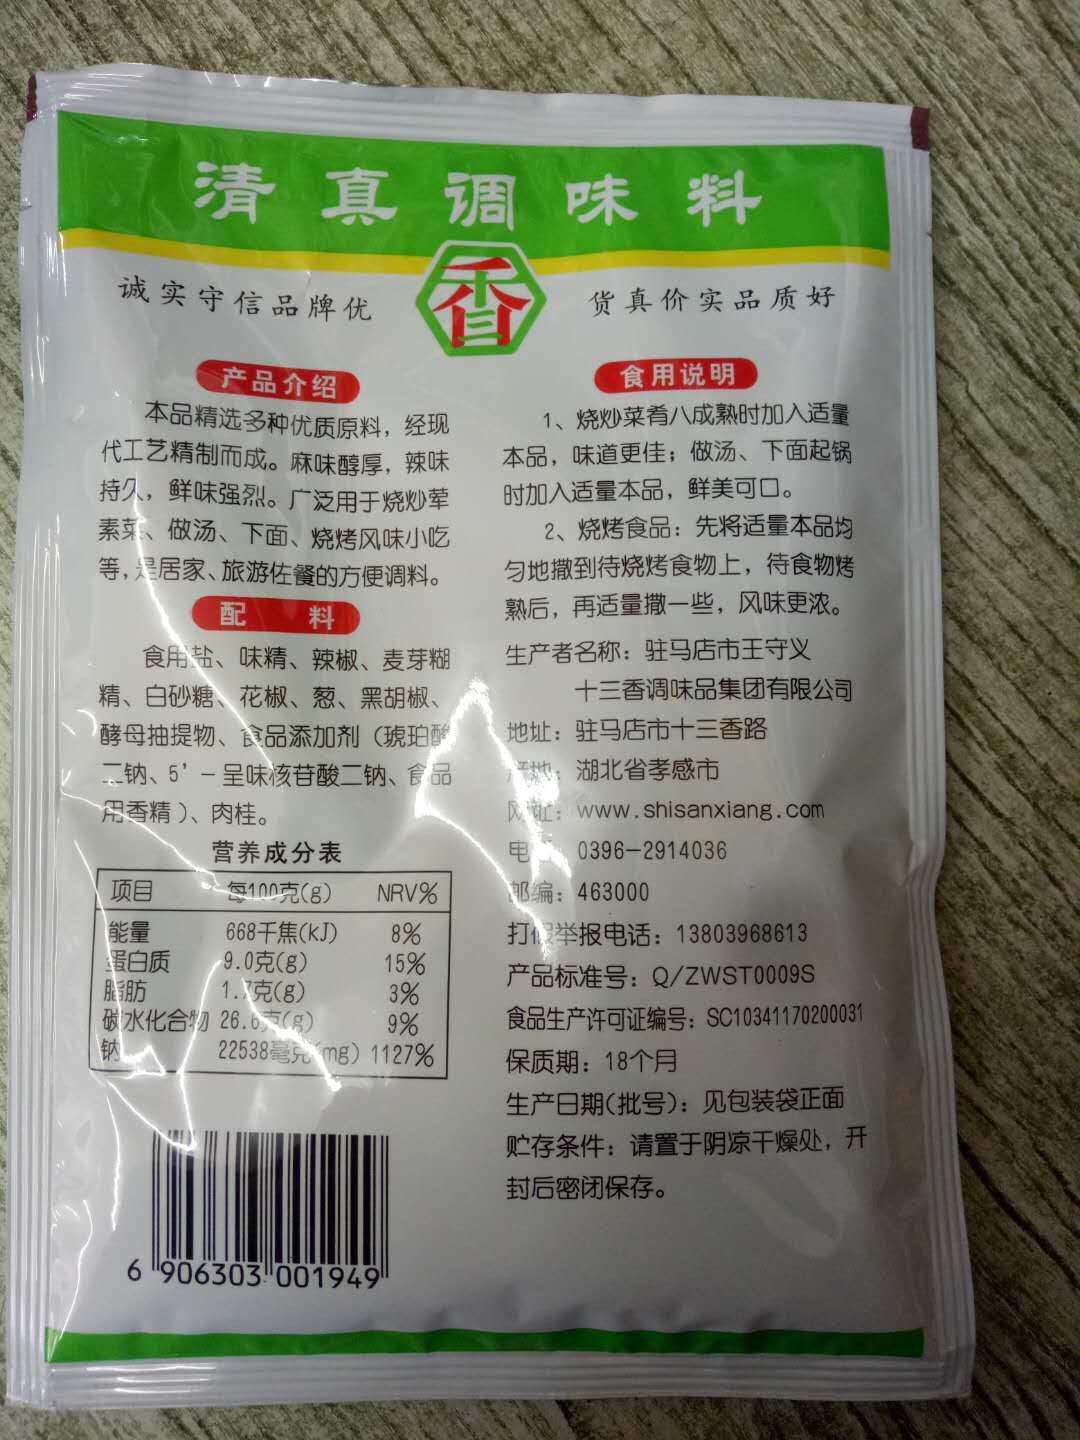 清真调味料
诚实守信品牌优
香
货真价实品质好
产品介绍
本品精选多种优质原料，经现
代工艺精制而成。麻味醇厚，辣味
持久，鲜味强烈。广泛用于烧炒荤
素菜、做汤、下面、烧烤风味小吃
等，是居家、旅游佐餐的方便调料。
配料
食用盐、味精、辣椒、麦芽糊
精、白砂糖、花椒、葱、黑胡椒、
酵母抽提物、食品添加剂（琥珀酸
二钠、5’－呈味核苷酸二钠、食品
用香精）、肉桂。
营养成分表
项目 每100克(g) NRV%
能量 668千焦(kJ) 8%
蛋白质 9.0克(g) 15%
脂肪 1.7克(g) 3%
碳水化合物 26.6克(g) 9%
钠 22538毫克(mg) 1127%
6 906303 001949
食用说明
1、烧炒菜肴八成熟时加入适量
本品，味道更佳；做汤、下面起锅
时加入适量本品，鲜美可口。
2、烧烤食品：先将适量本品均
匀地撒到待烧烤食物上，待食物烤
熟后，再适量撒一些，风味更浓。
生产者名称：驻马店市王守义
十三香调味品集团有限公司
地址：驻马店市十三香路
产地：湖北省孝感市
网址：www.shisanxiang.com
电话：0396-2914036
邮编：463000
打假举报电话：13803968613
产品标准号：Q/ZWST0009S
食品生产许可证编号：SC10341170200031
保质期：18个月
生产日期(批号)：见包装袋正面
贮存条件：请置于阴凉干燥处，开
封后密闭保存。